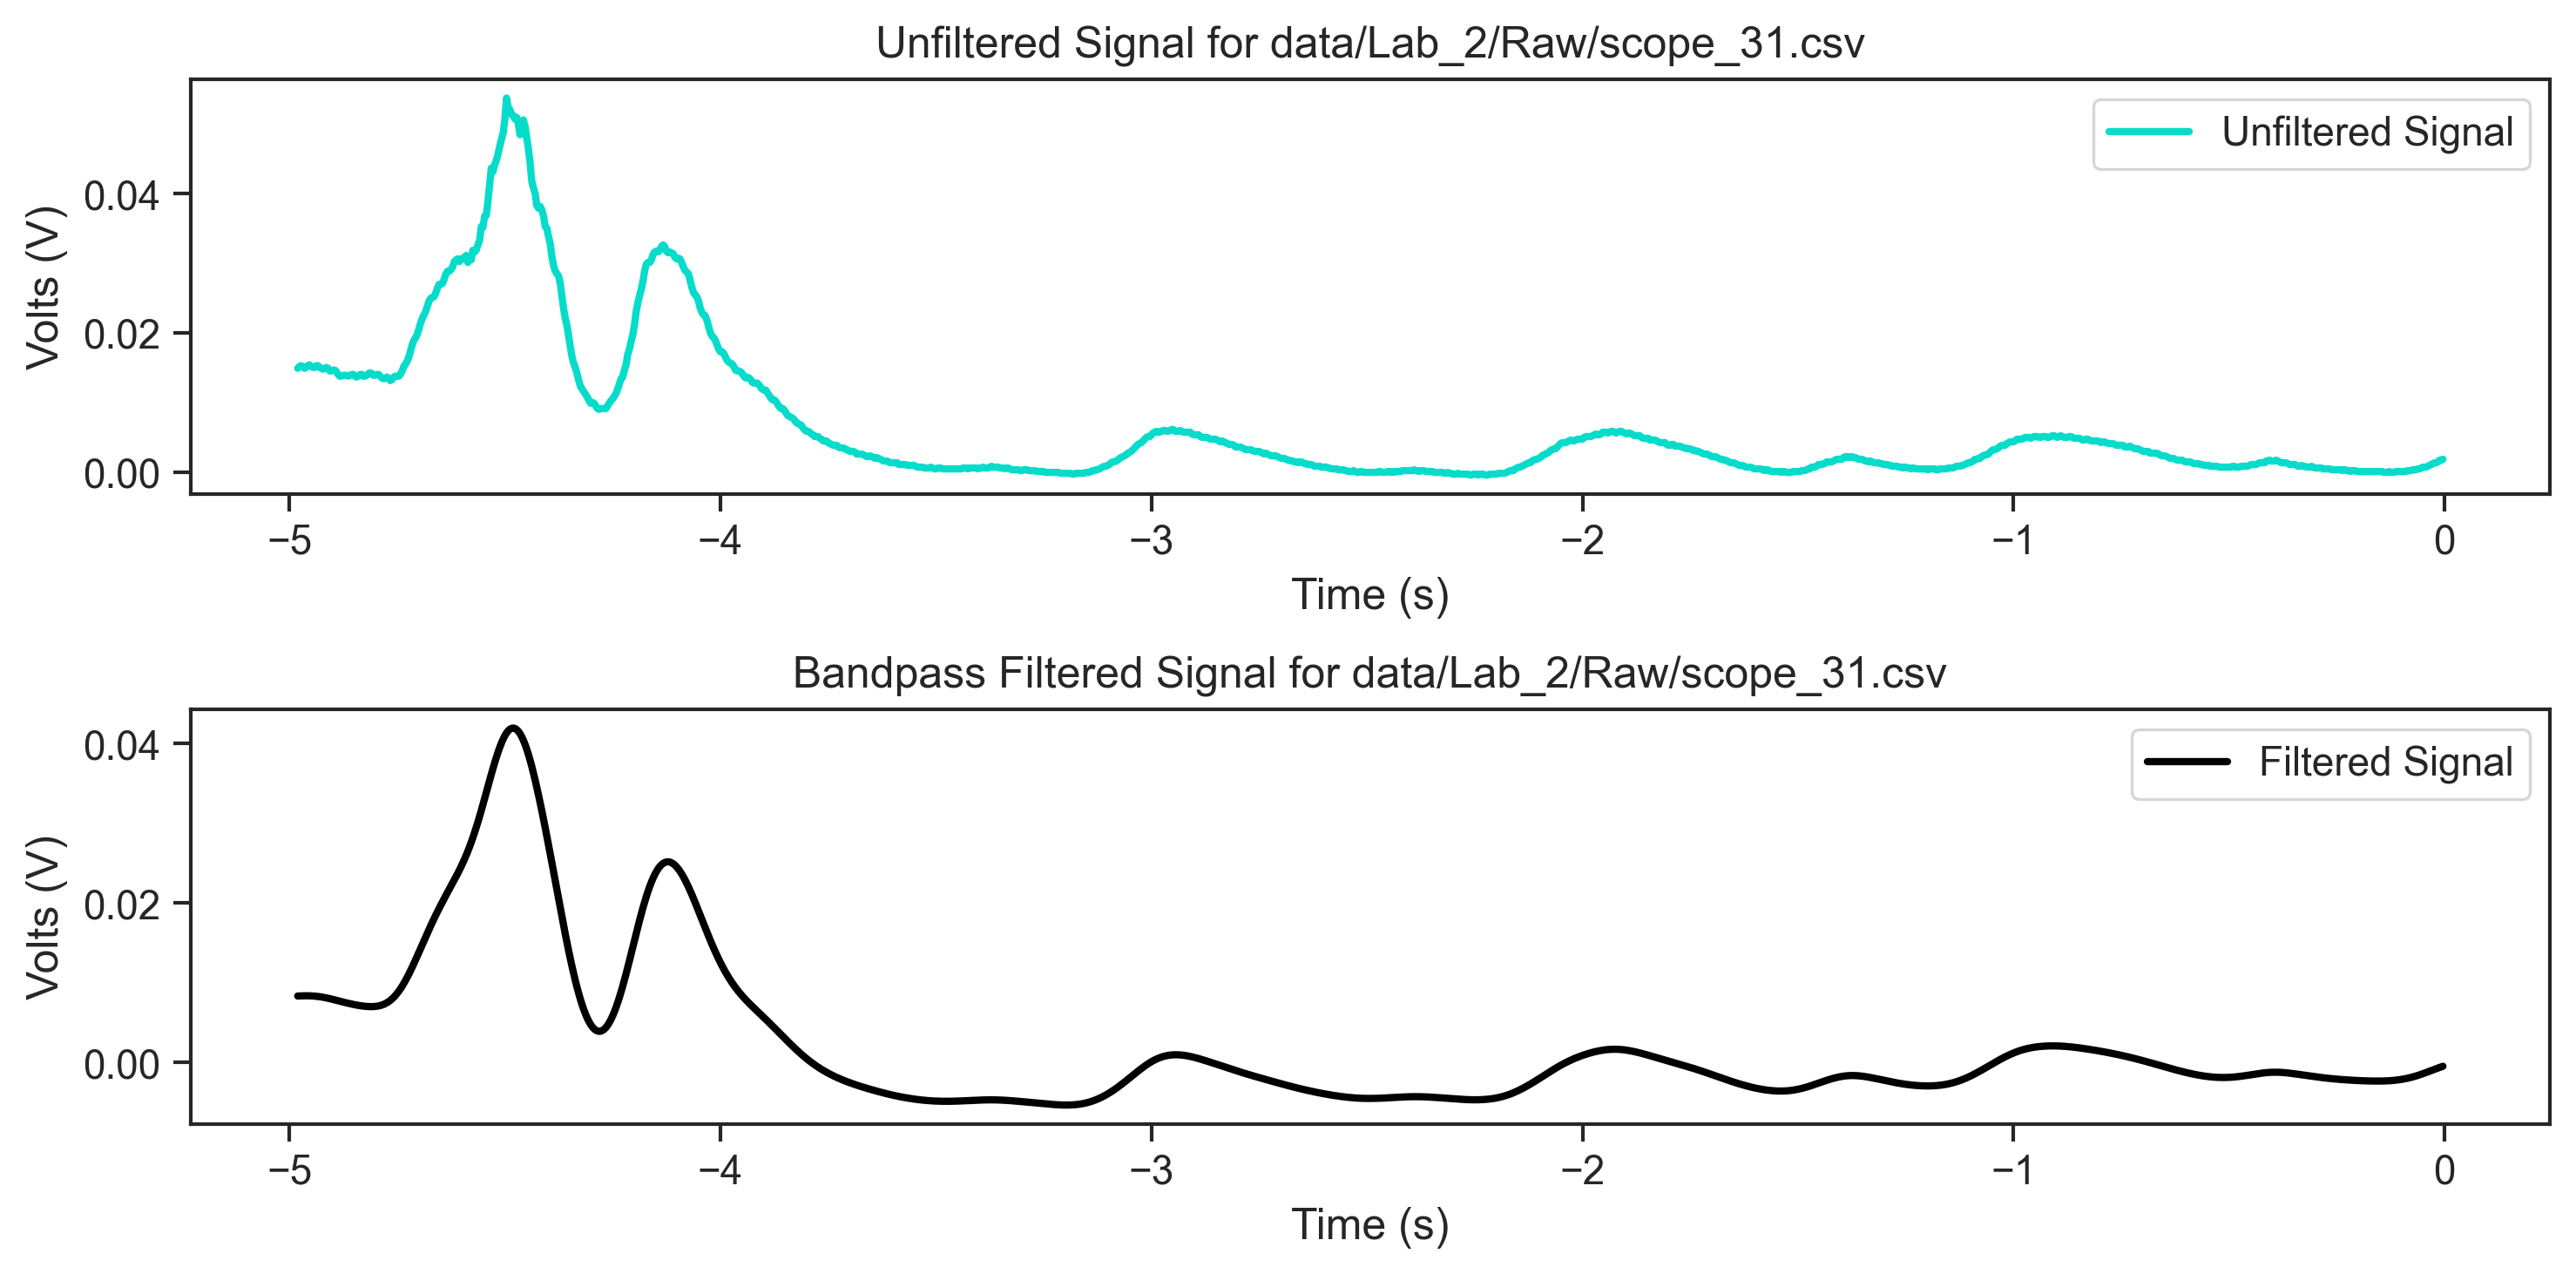 Unfiltered Signal for data/Lab_2/Raw/scope_31.csv
Unfiltered Signal
Volts (V)
0.04
0.02
0.00
−5 −4 −3 −2 −1 0
Time (s)
Bandpass Filtered Signal for data/Lab_2/Raw/scope_31.csv
Filtered Signal
Volts (V)
0.04
0.02
0.00
−5 −4 −3 −2 −1 0
Time (s)